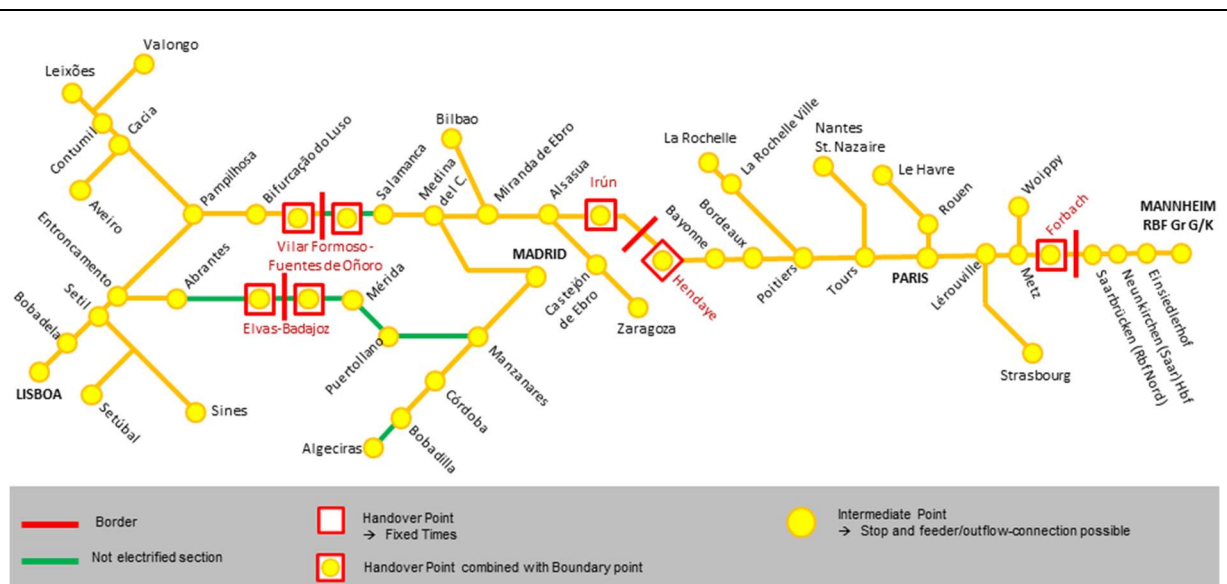 Valongo
Leixões
Contumil
Cacia
Aveiro
Pampilhosa
Bifurcação do Luso
Vilar Formoso-
Fuentes de Oñoro
Salamanca
Medina
del C.
Bilbao
Miranda de Ebro
Alsasua
Irún
Hendaye
Bayonne
Bordeaux
La Rochelle
La Rochelle Ville
Poitiers
Nantes
St. Nazaire
Tours
Le Havre
Rouen
PARIS
Lérouville
Woippy
Metz
Forbach
MANNHEIM
RBF Gr G/K
Saarbrücken (Rbf Nord)
Neunkirchen (Saar) Hbf
Einsiedlerhof
Strasbourg
Entroncamento
Abrantes
Elvas-Badajoz
Mérida
Puertollano
Manzanares
MADRID
Castejón
de Ebro
Zaragoza
Setil
Bobadela
LISBOA
Setúbal
Sines
Córdoba
Bobadilla
Algeciras
Border
Not electrified section
Handover Point
→ Fixed Times
Handover Point combined with Boundary point
Intermediate Point
→ Stop and feeder/outflow-connection possible